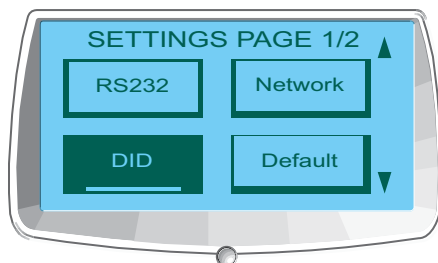 SETTINGS PAGE 1/2
RS232
Network
DID
Default